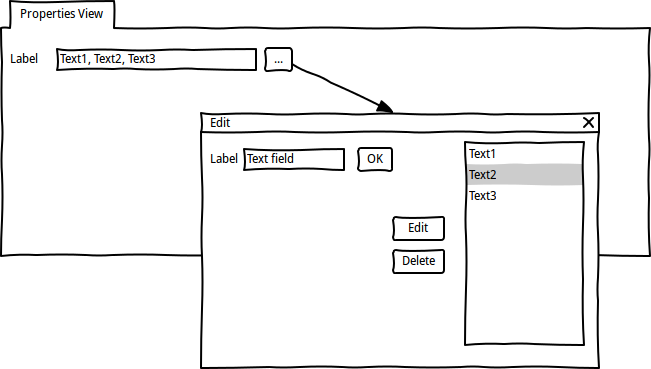 Properties View
Label Text1, Text2, Text3 ...
Edit
Label Text field OK
Text1
Text2
Text3
Edit
Delete